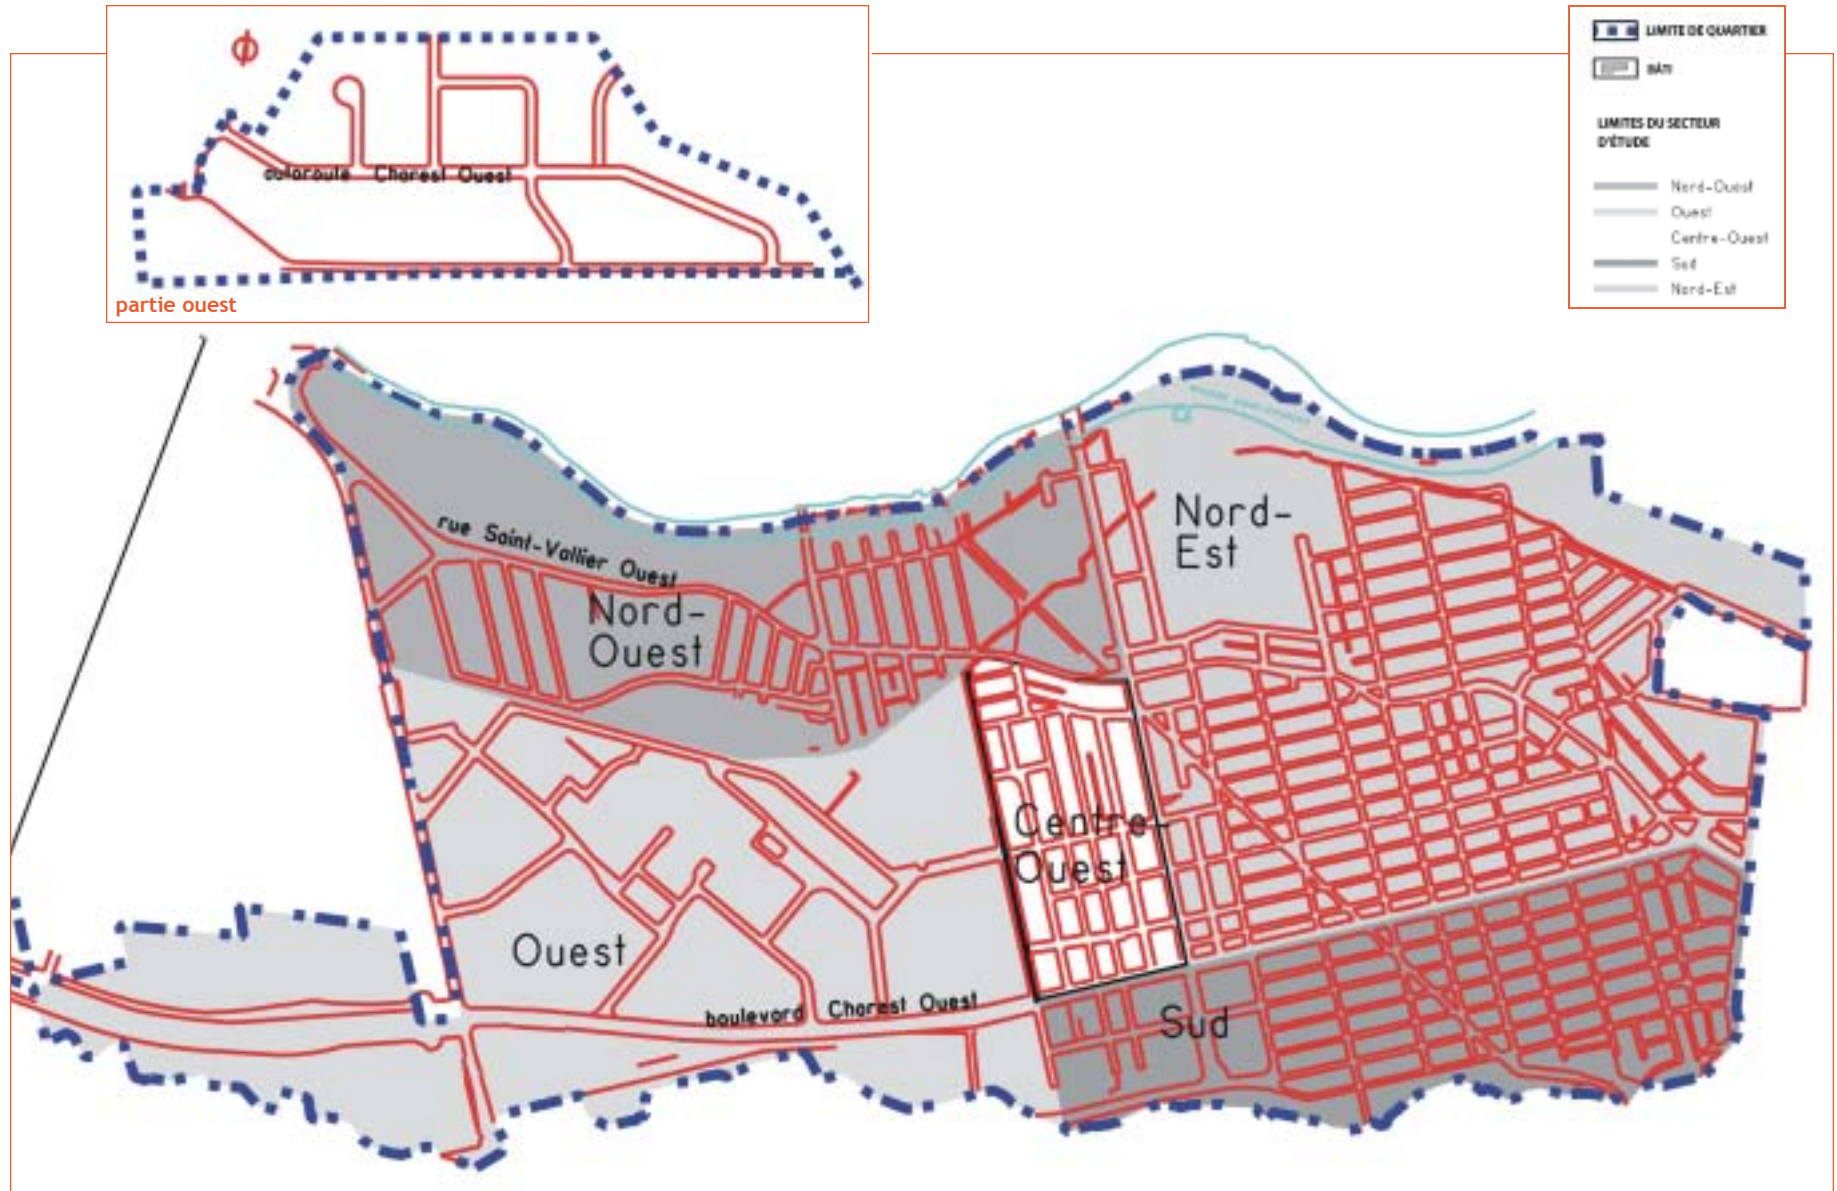 LIMITE DE QUARTIER
BÂTI
LIMITES DU SECTEUR
D'ÉTUDE
Nord-Ouest
Ouest
Centre-Ouest
Sud
Nord-Est
autoroute Charest Ouest
partie ouest
rue Saint-Vallier Ouest
Nord-
Ouest
Nord-
Est
Centre-
Ouest
Ouest
boulevard Charest Ouest
Sud